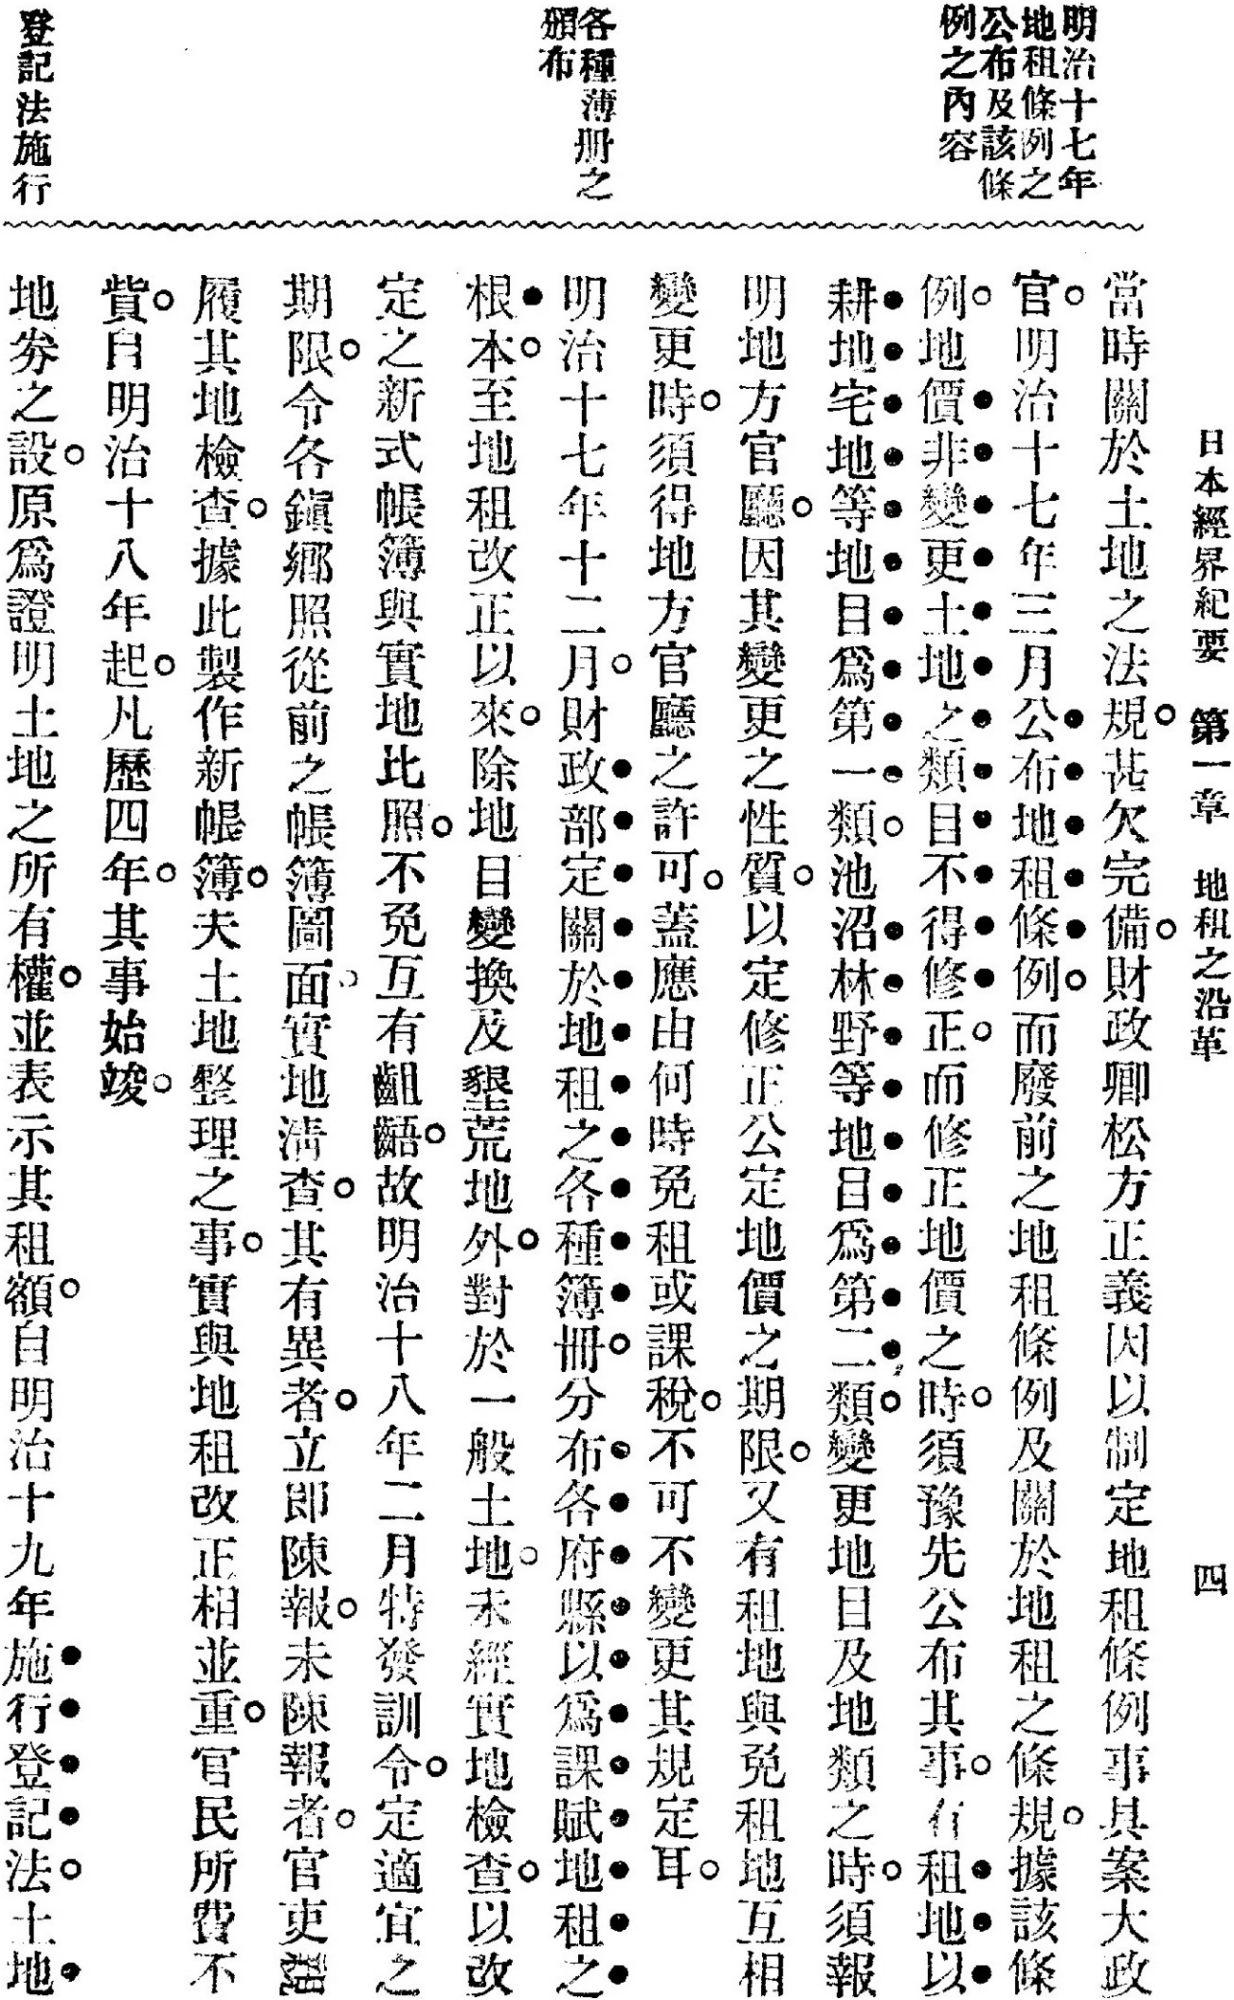 日本經界紀要　第一章　地租之沿革　四
明治十七年
地租條例之
公布及該條
例之內容
各種薄册之
頒布
登記法施行
當時關於土地之法規。甚欠完備。財政卿松方正義因以制定地租條例事具案大政
官。明治十七年三月公布地租條例。而廢前之地租條例及關於地租之條規。據該條
例。地價非變更土地之類目不得修正。而修正地價之時。須豫先公布其事。有租地以
耕地宅地等地目爲第一類。池沼林野等地目爲第二類。變更地目及地類之時。須報
明地方官廳。因其變更之性質。以定修正公定地價之期限。又有租地與免租地互相
變更時。須得地方官廳之許可。蓋應由何時免租或課稅。不可不變更其規定耳。
明治十七年十二月。財政部定關於地租之各種簿冊。分布各府縣以爲課賦地租之
根本。至地租改正以來。除地目變換及墾荒地外。對於一般土地。未經實地檢查。以改
定之新式帳簿與實地比照。不免互有齟齬。故明治十八年二月特發訓令。定適宜之
期限。令各鎭鄉照從前之帳簿圖面。實地淸查。其有異者。立卽陳報。未陳報者。官吏
履其地檢查。據此製作新帳簿。夫土地整理之事。實與地租改正相並重。官民所費不
貲。自明治十八年起。凡歷四年。其事始竣。
地券之設。原爲證明土地之所有權。並表示其租額。自明治十九年施行登記法。土地